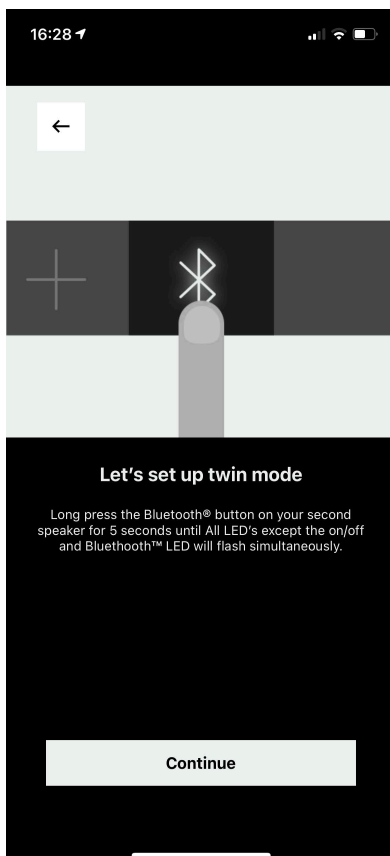 16:28
Let's set up twin mode
Long press the Bluetooth® button on your second
speaker for 5 seconds until All LED's except the on/off
and Bluethooth™ LED will flash simultaneously.
Continue